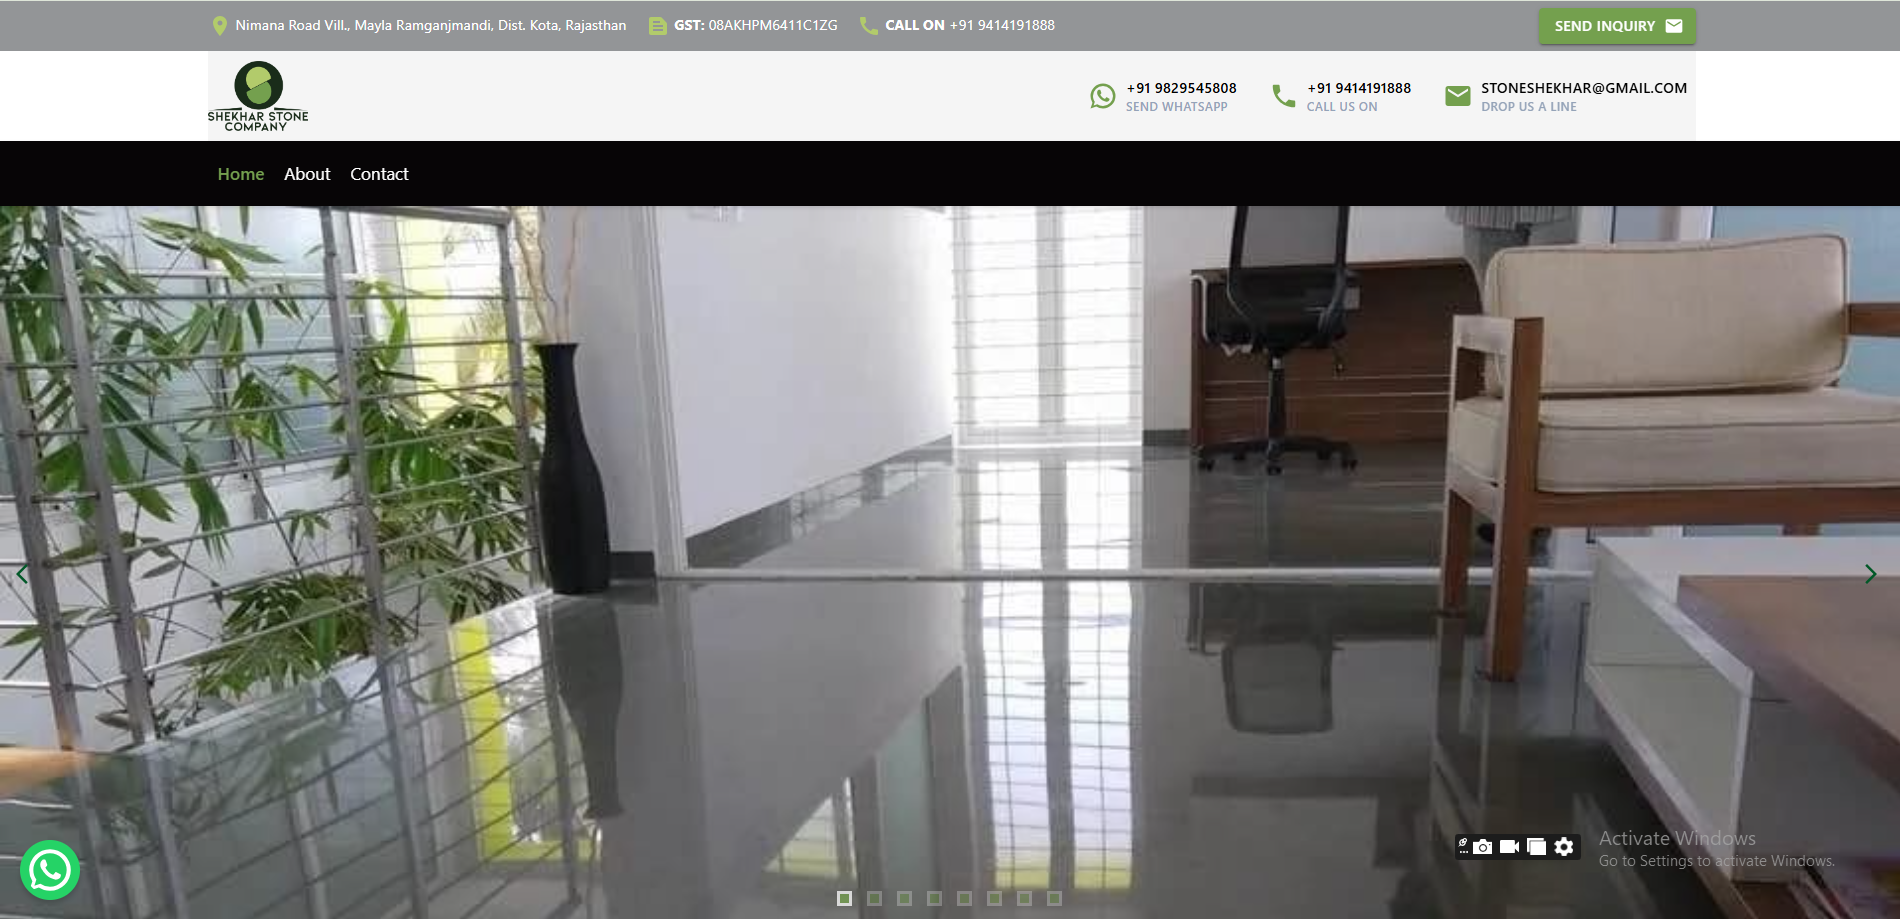 Nimana Road Vill., Mayla Ramganjmandi, Dist. Kota, Rajasthan GST: 08AKHPM6411C1ZG CALL ON +91 9414191888 SEND INQUIRY
SHEKHAR STONE
COMPANY
+91 9829545808
SEND WHATSAPP
+91 9414191888
CALL US ON
STONESHEKHAR@GMAIL.COM
DROP US A LINE
Home About Contact
Activate Windows
Go to Settings to activate Windows.